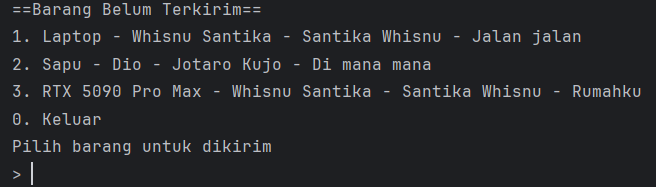 ==Barang Belum Terkirim==
1. Laptop - Whisnu Santika - Santika Whisnu - Jalan jalan
2. Sapu - Dio - Jotaro Kujo - Di mana mana
3. RTX 5090 Pro Max - Whisnu Santika - Santika Whisnu - Rumahku
0. Keluar
Pilih barang untuk dikirim
>